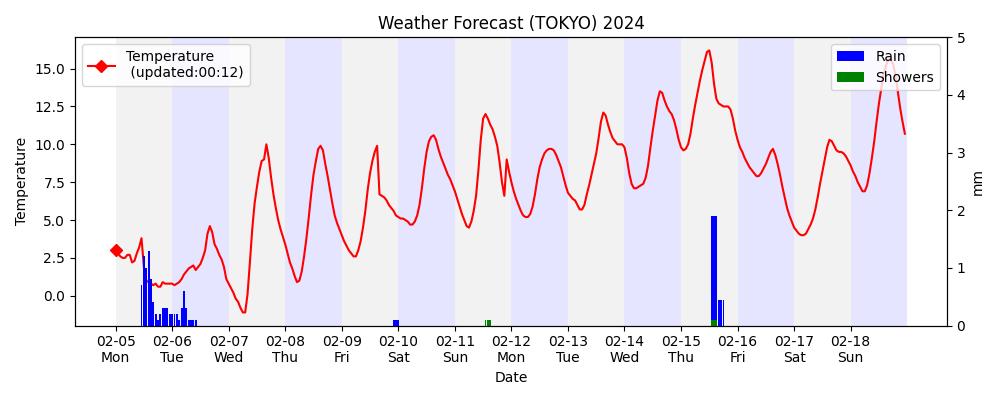 Weather Forecast (TOKYO) 2024
Temperature
(updated:00:12)
Rain
Showers
Temperature
15.0
12.5
10.0
7.5
5.0
2.5
0.0
5
4
3
2
1
0
mm
02-05 02-06 02-07 02-08 02-09 02-10 02-11 02-12 02-13 02-14 02-15 02-16 02-17 02-18
Mon Tue Wed Thu Fri Sat Sun Mon Tue Wed Thu Fri Sat Sun
Date